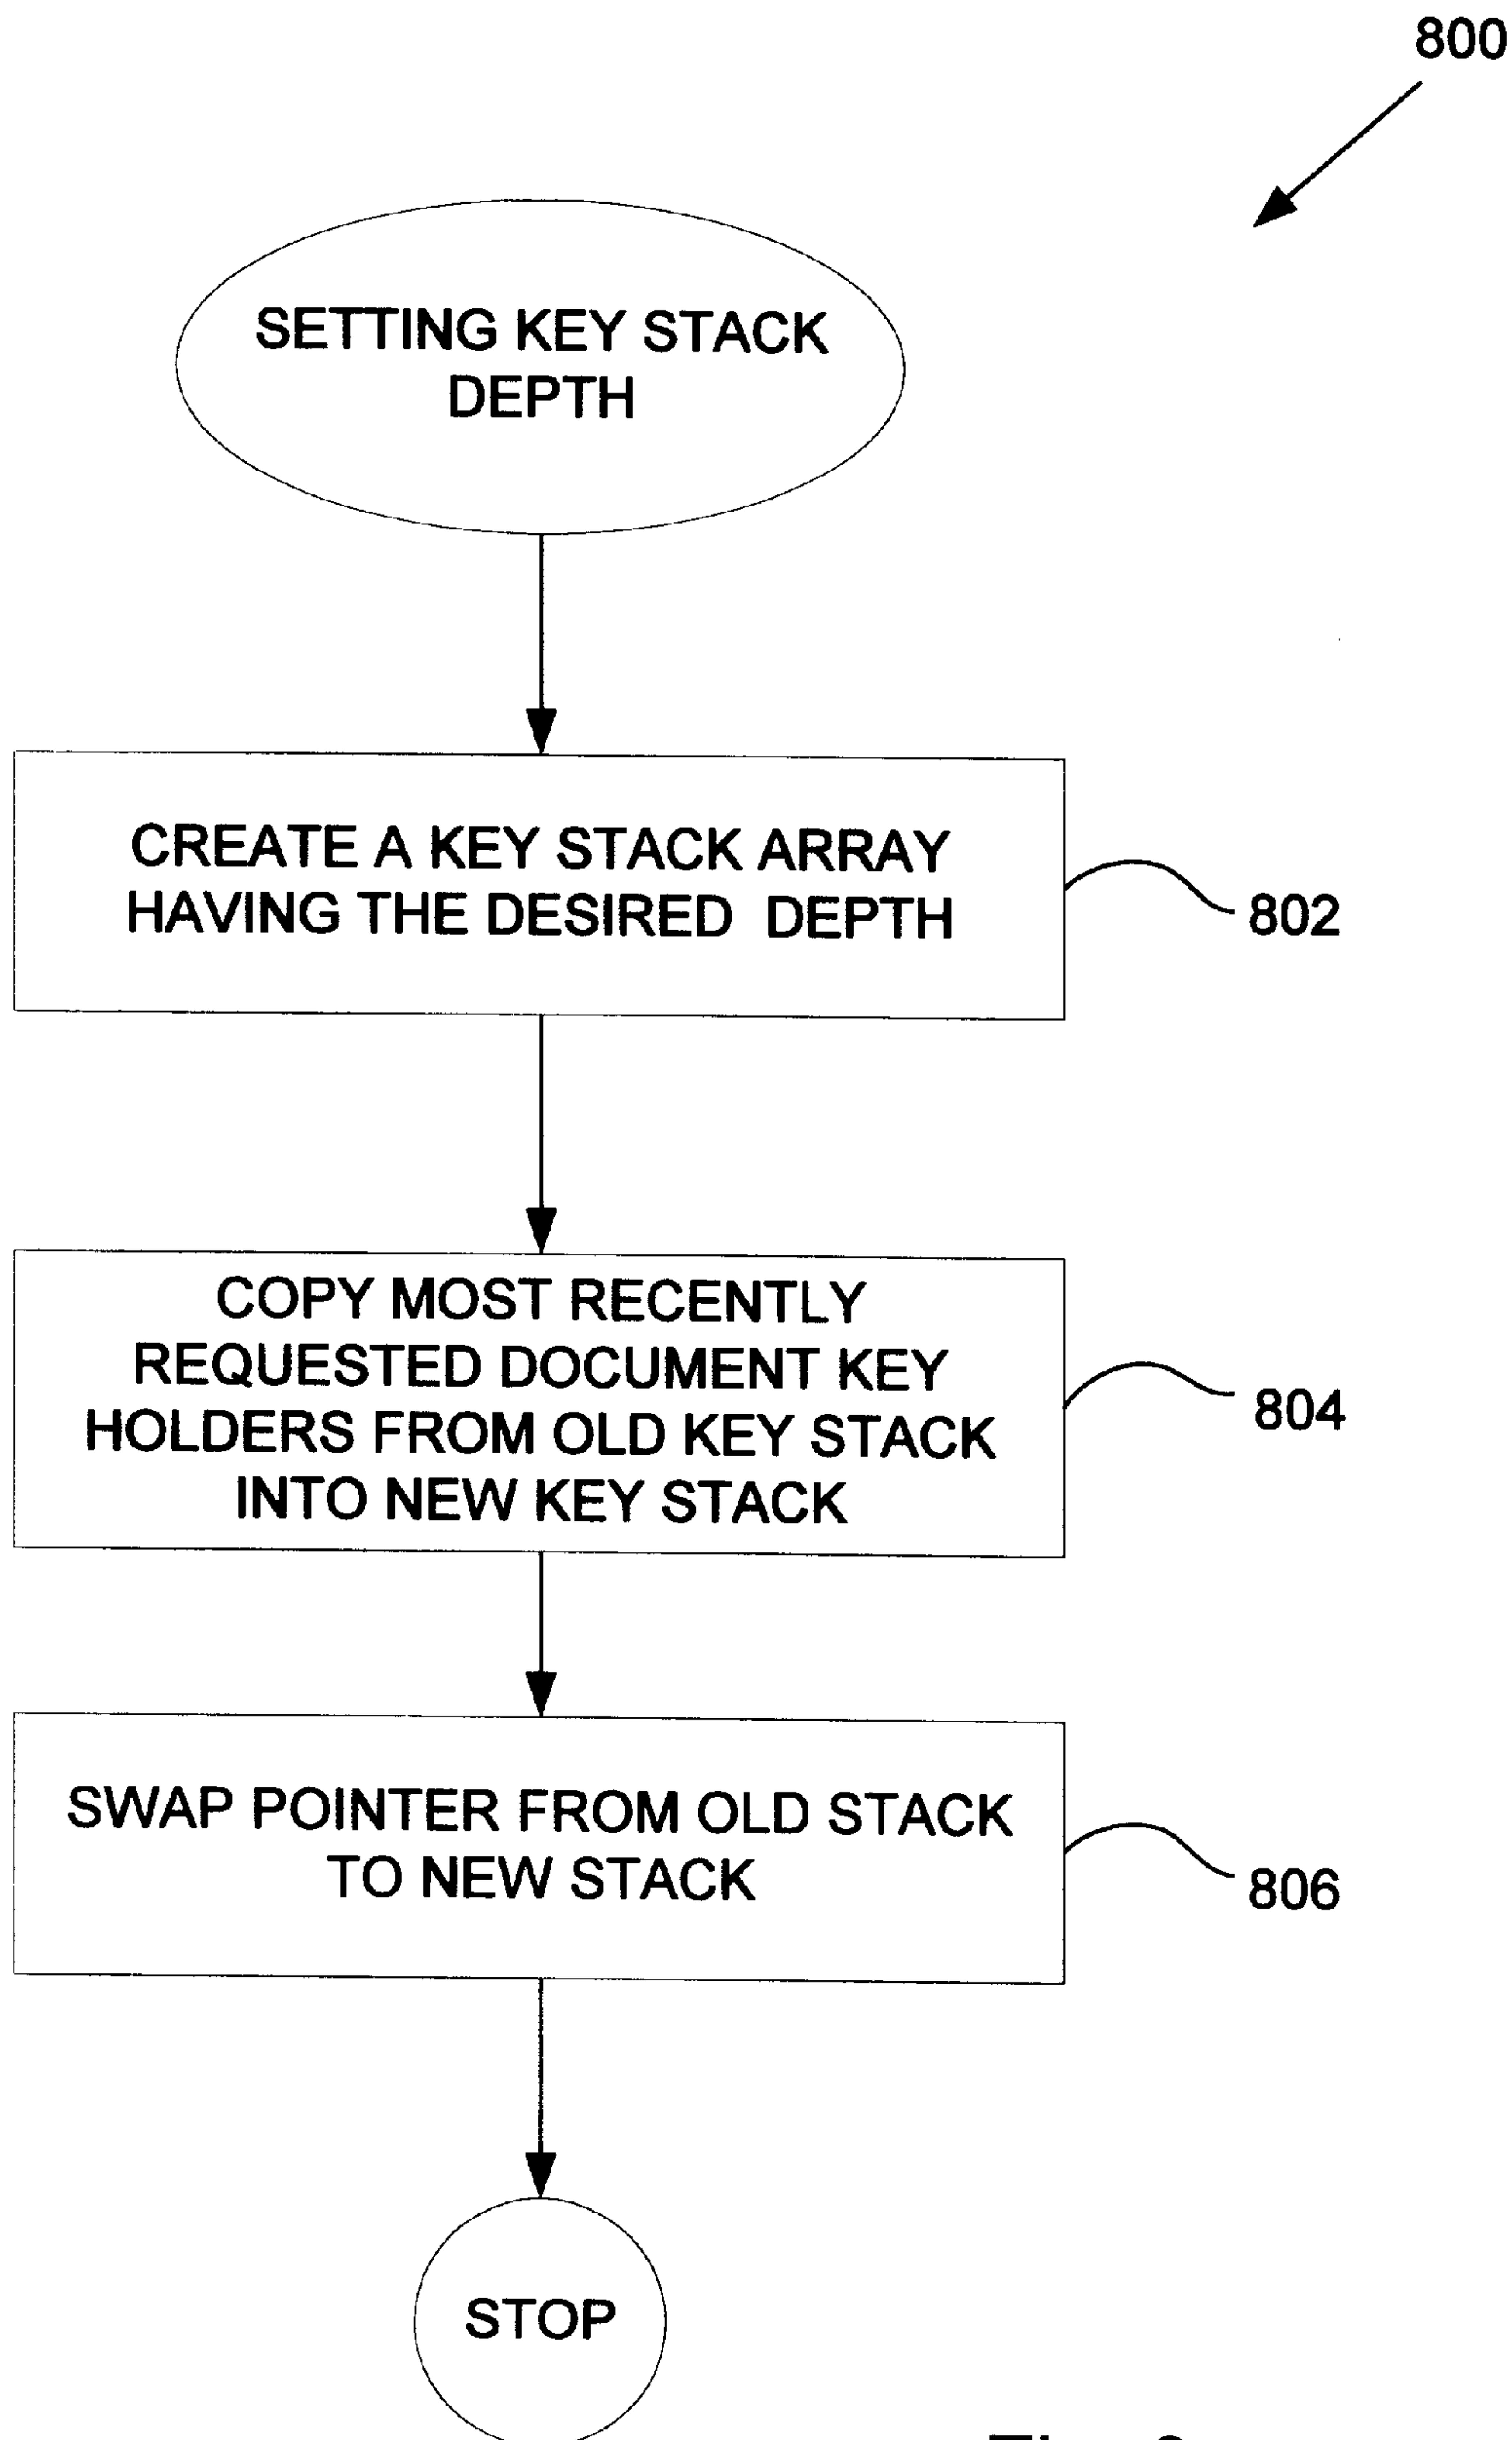 800
SETTING KEY STACK
DEPTH
CREATE A KEY STACK ARRAY
HAVING THE DESIRED DEPTH
802
COPY MOST RECENTLY
REQUESTED DOCUMENT KEY
HOLDERS FROM OLD KEY STACK
INTO NEW KEY STACK
804
SWAP POINTER FROM OLD STACK
TO NEW STACK
806
STOP